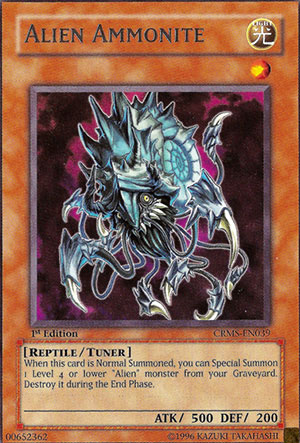 ALIEN AMMONITE
LIGHT
光
CRMS-EN039
1st Edition
[REPTILE / TUNER]
When this card is Normal Summoned, you can Special Summon
1 Level 4 or lower "Alien" monster from your Graveyard.
Destroy it during the End Phase.
ATK/ 500 DEF/ 200
00652362
©1996 KAZUKI TAKAHASHI